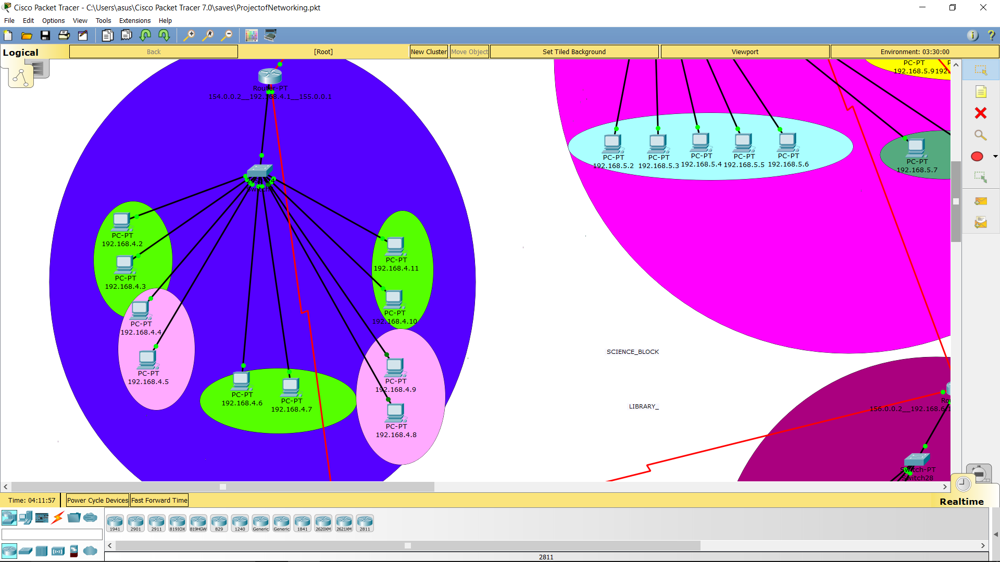 Cisco Packet Tracer - C:\Users\asus\Cisco Packet Tracer 7.0\saves\ProjectofNetworking.pkt
File Edit Options View Tools Extensions Help
Logical Back [Root] New Cluster Move Object Set Tiled Background Viewport Environment: 03:30:00
Router-PT
154.0.0.2__192.168.4.1__155.0.0.1
PC-PT
192.168.4.2
PC-PT
192.168.4.3
PC-PT
192.168.4.4
PC-PT
192.168.4.5
PC-PT
192.168.4.6
PC-PT
192.168.4.7
PC-PT
192.168.4.11
PC-PT
192.168.4.10
PC-PT
192.168.4.9
PC-PT
192.168.4.8
PC-PT
192.168.5.9
PC-PT
192.168.5.2
PC-PT
192.168.5.3
PC-PT
192.168.5.4
PC-PT
192.168.5.5
PC-PT
192.168.5.6
PC-PT
192.168.5.7
SCIENCE_BLOCK
LIBRARY_
156.0.0.2__192.168.6.1
Switch-PT
Switch28
Time: 04:11:57 Power Cycle Devices Fast Forward Time
Realtime
1941 2901 2911 819IOX 819HGW 829 1240 Generic Generic 1841 2620XM 2621XM 2811
2811